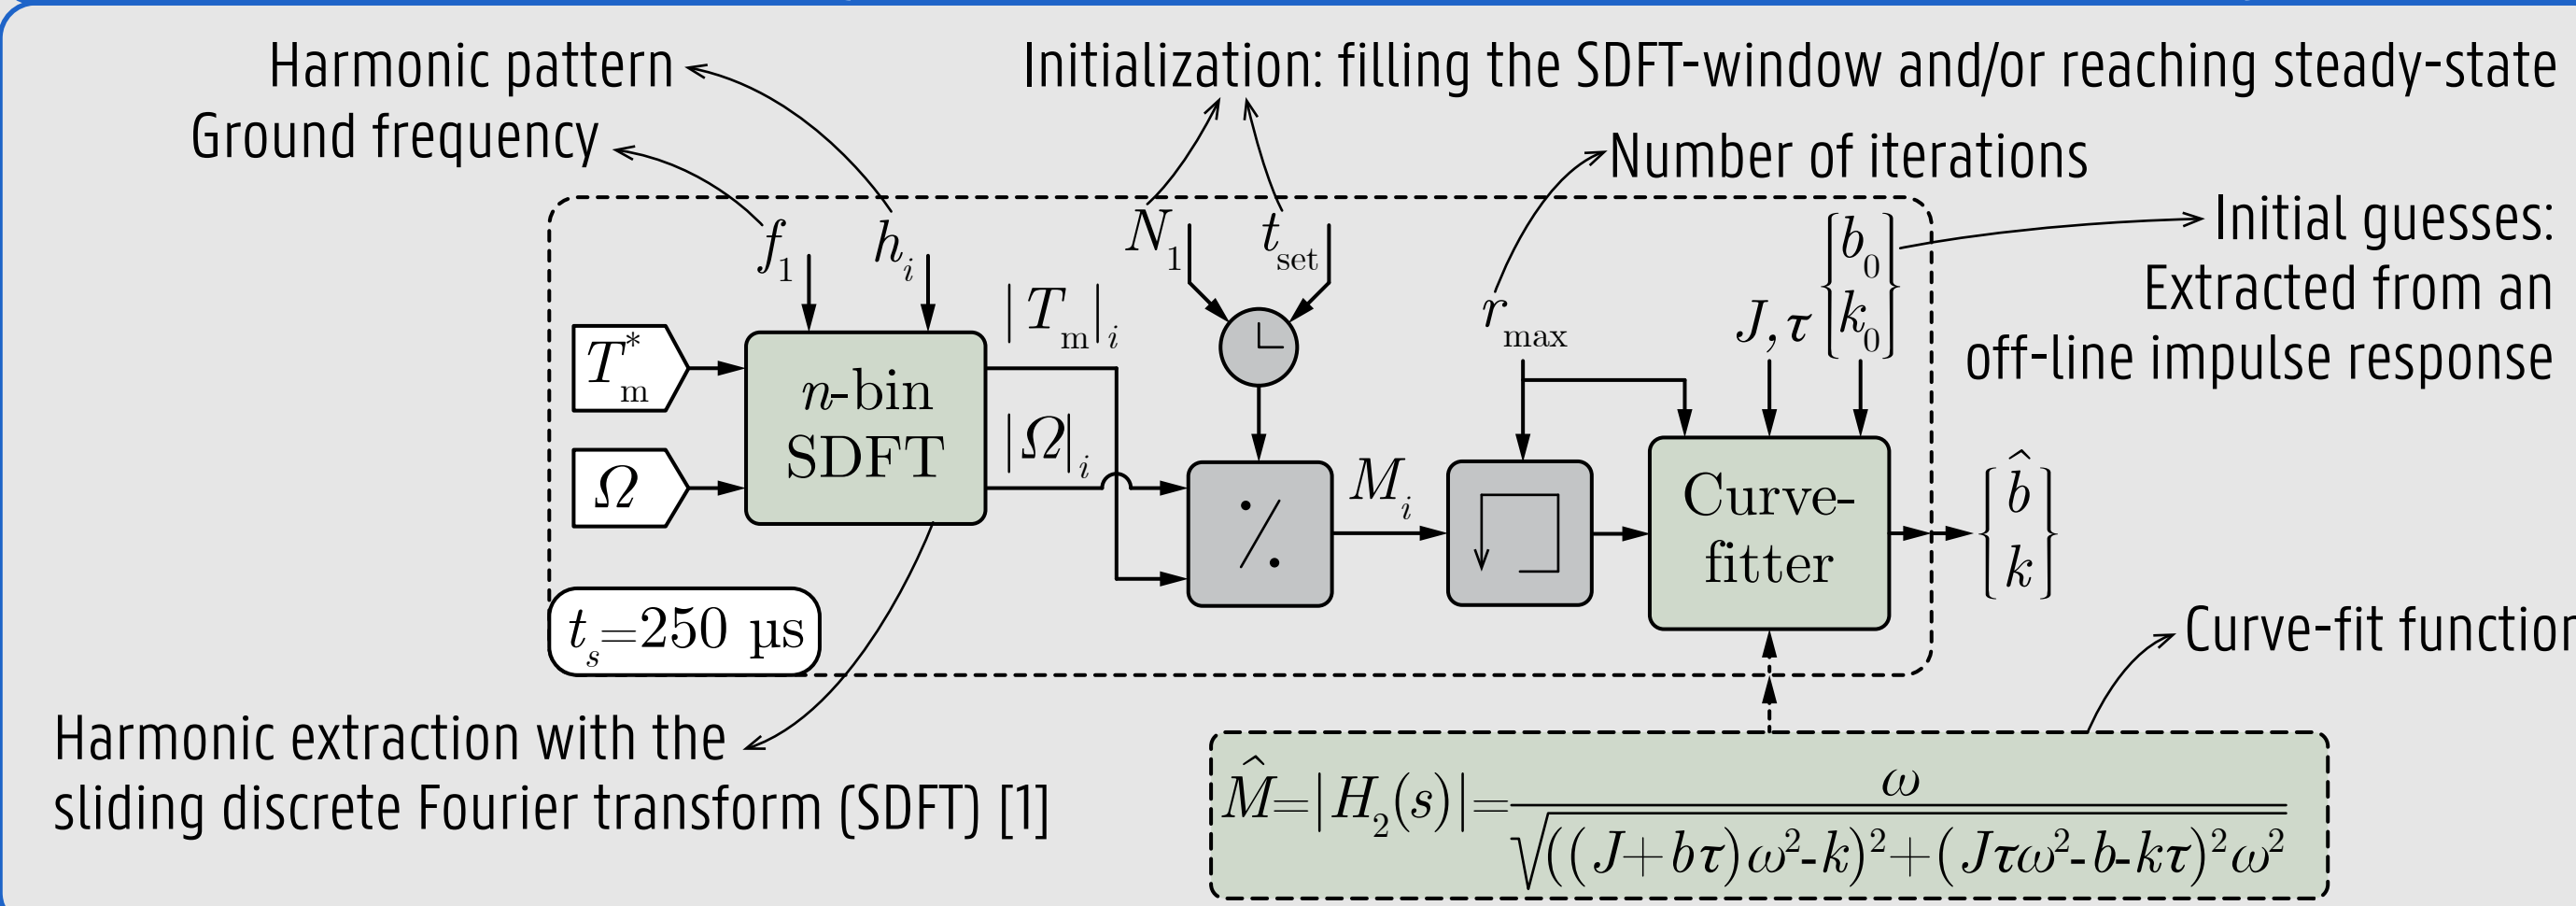 Harmonic pattern
Initialization: filling the SDFT-window and/or reaching steady-state
Ground frequency
Number of iterations
Initial guesses:
Extracted from an
off-line impulse response
f₁
hᵢ
N₁
t_set
r_max
J, τ
{b₀
k₀}
T*ₘ
Ω
n-bin
SDFT
|Tₘ|ᵢ
|Ω|ᵢ
Mᵢ
Curve-
fitter
{b̂
k}
tₛ=250 µs
Curve-fit function
Harmonic extraction with the
sliding discrete Fourier transform (SDFT) [1]
M̂=|H₂(s)|=ω/√(((J+bτ)ω²-k)²+(Jτω²-b-kτ)²ω²)